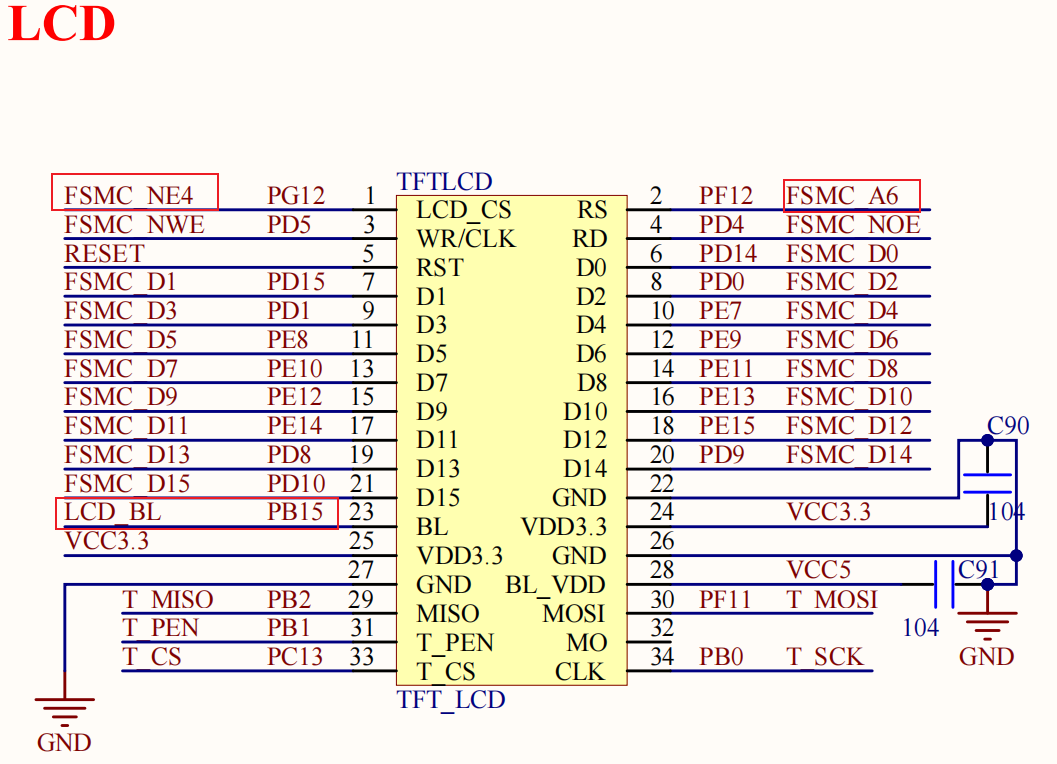 LCD
TFTLCD
FSMC_NE4 PG12 1 LCD_CS RS 2 PF12 FSMC_A6
FSMC_NWE PD5 3 WR/CLK RD 4 PD4 FSMC_NOE
RESET 5 RST D0 6 PD14 FSMC_D0
FSMC_D1 PD15 7 D1 D2 8 PD0 FSMC_D2
FSMC_D3 PD1 9 D3 D4 10 PE7 FSMC_D4
FSMC_D5 PE8 11 D5 D6 12 PE9 FSMC_D6
FSMC_D7 PE10 13 D7 D8 14 PE11 FSMC_D8
FSMC_D9 PE12 15 D9 D10 16 PE13 FSMC_D10
FSMC_D11 PE14 17 D11 D12 18 PE15 FSMC_D12 C90
FSMC_D13 PD8 19 D13 D14 20 PD9 FSMC_D14
FSMC_D15 PD10 21 D15 GND 22
LCD_BL PB15 23 BL VDD3.3 24 VCC3.3 104
VCC3.3 25 VDD3.3 GND 26
27 GND BL_VDD 28 VCC5 C91
T_MISO PB2 29 MISO MOSI 30 PF11 T_MOSI
T_PEN PB1 31 T_PEN MO 32 104
T_CS PC13 33 T_CS CLK 34 PB0 T_SCK GND
TFT_LCD
GND